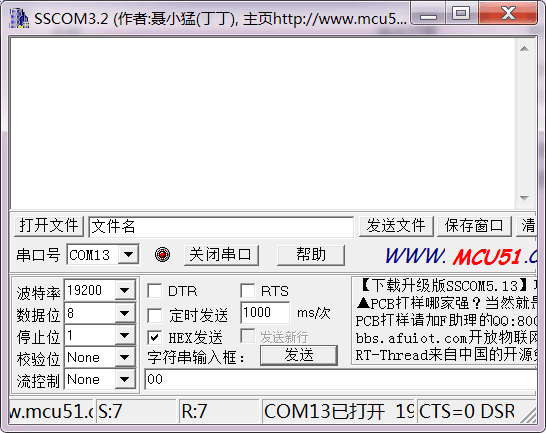 SSCOM3.2 (作者:聂小猛(丁丁), 主页http://www.mcu5...
打开文件 文件名 发送文件 保存窗口 清
串口号 COM13 关闭串口 帮助 WWW. MCU51.c
波特率 19200 DTR RTS
数据位 8 定时发送 1000 ms/次
停止位 1 HEX发送 发送新行
校验位 None 字符串输入框: 发送
流控制 None 00
【下载升级版SSCOM5.13】
▲PCB打样哪家强？当然就是
PCB打样请加F助理的QQ:800
bbs.afuiot.com开放物联网
RT-Thread来自中国的开源
w.mcu51.c S:7 R:7 COM13已打开 19 CTS=0 DSR